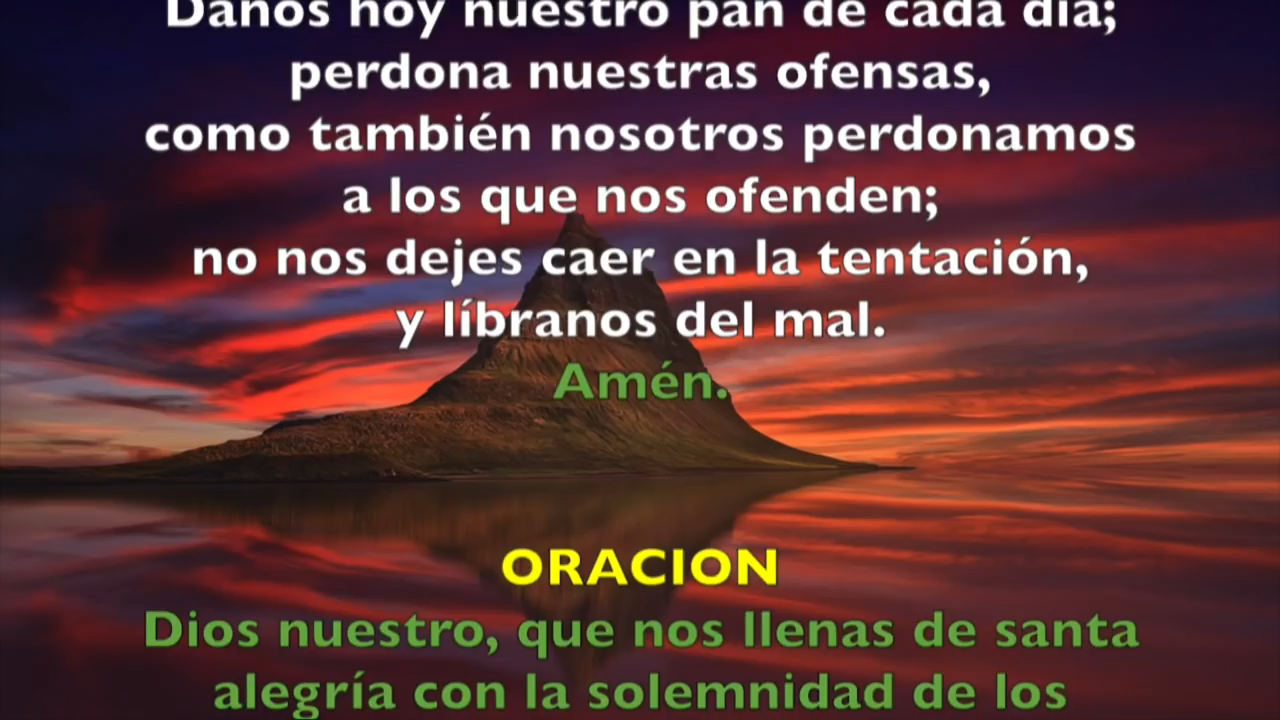 Danos hoy nuestro pan de cada día;
perdona nuestras ofensas,
como también nosotros perdonamos
a los que nos ofenden;
no nos dejes caer en la tentación,
y líbranos del mal.
Amén.
ORACION
Dios nuestro, que nos llenas de santa
alegría con la solemnidad de los